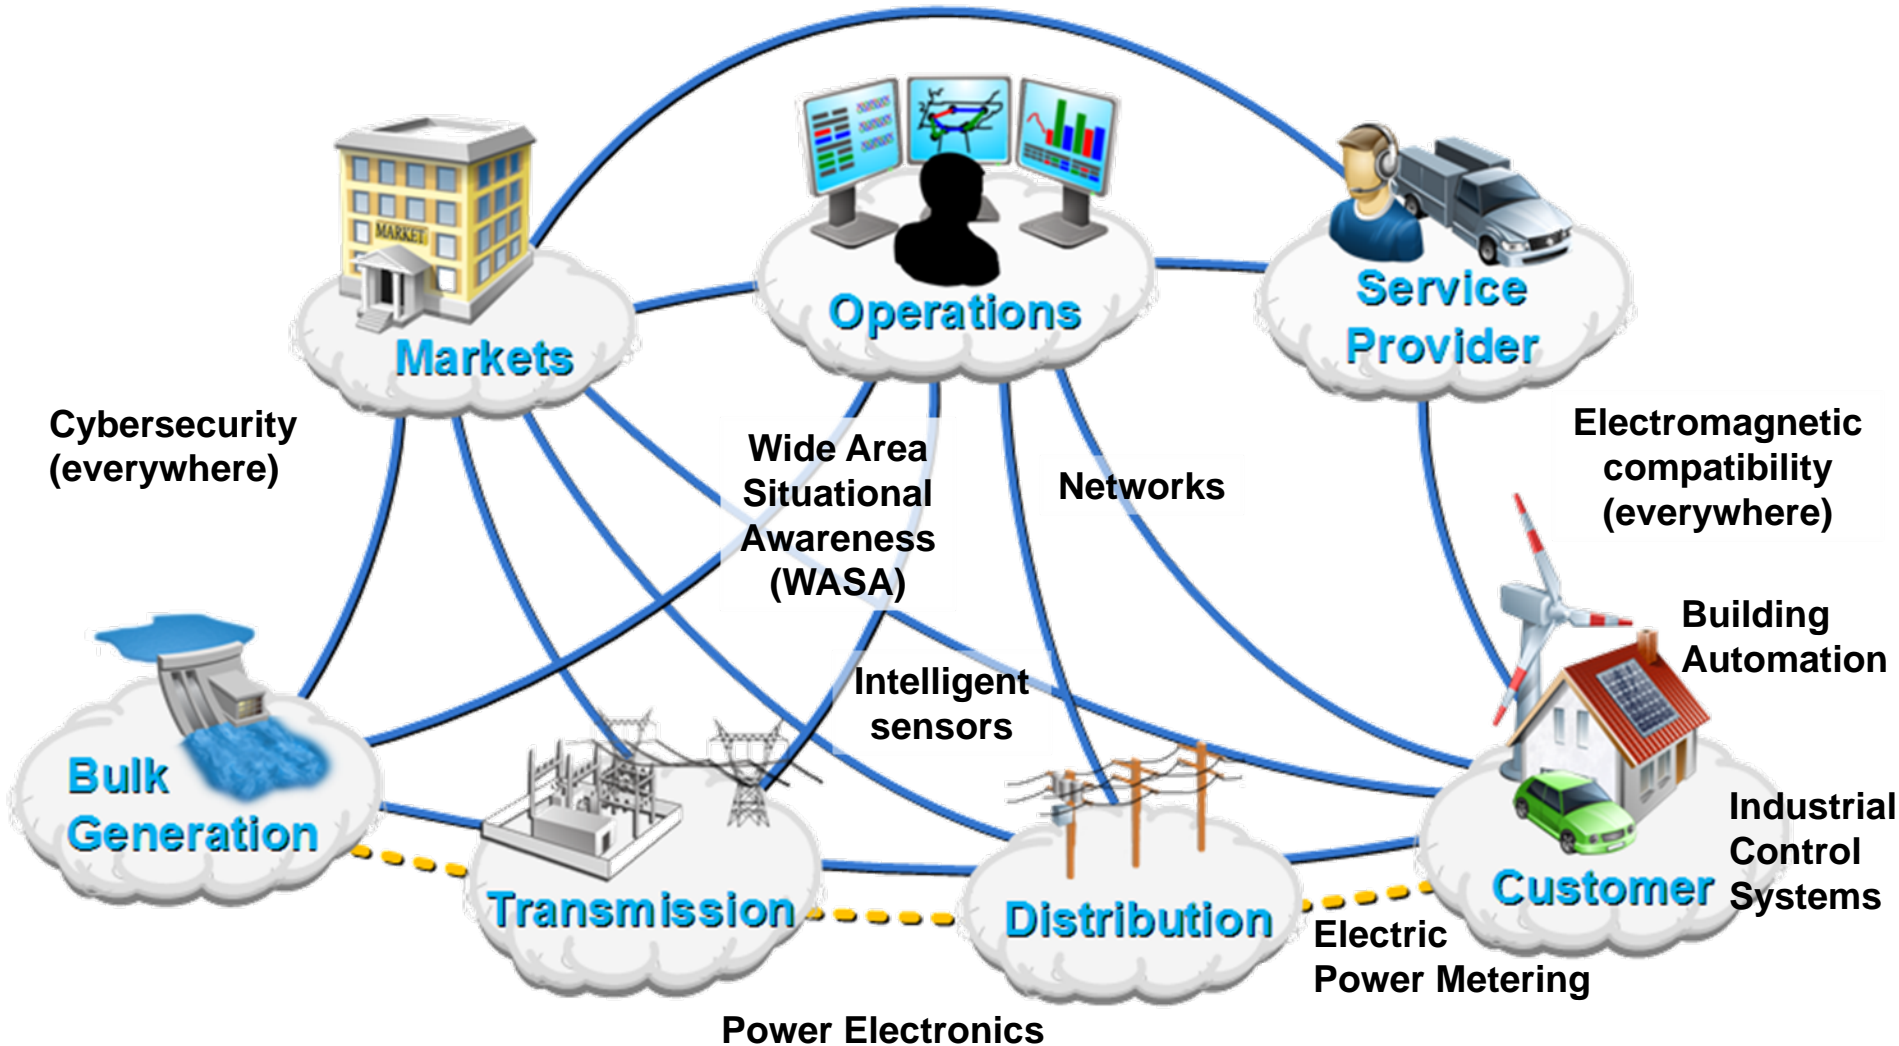 MARKET
Markets
Operations
Service
Provider
Cybersecurity
(everywhere)
Wide Area
Situational
Awareness
(WASA)
Networks
Electromagnetic
compatibility
(everywhere)
Building
Automation
Intelligent
sensors
Bulk
Generation
Transmission
Distribution
Customer
Industrial
Control
Systems
Electric
Power Metering
Power Electronics